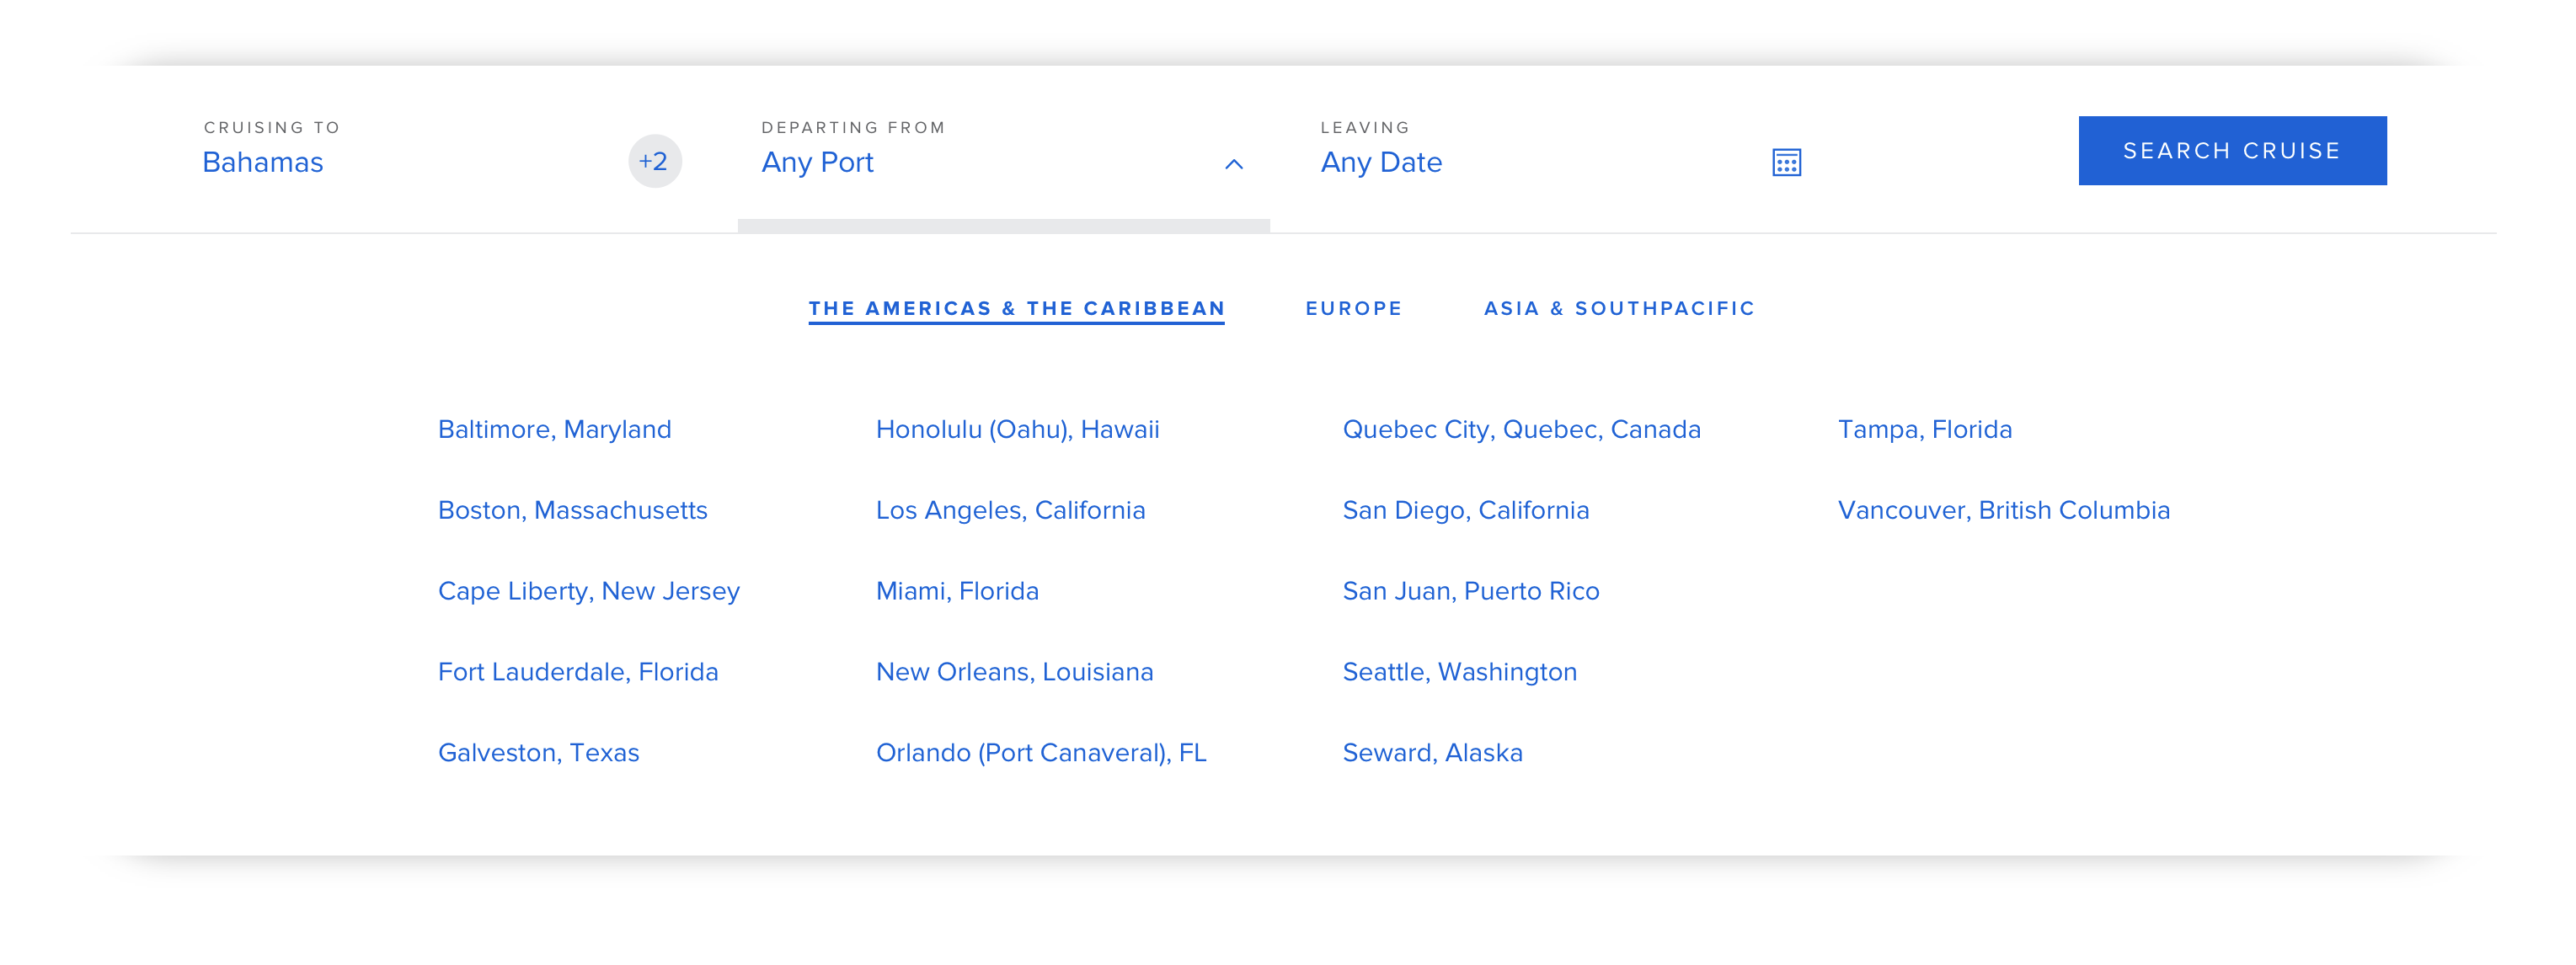 CRUISING TO
Bahamas
+2
DEPARTING FROM
Any Port
LEAVING
Any Date
SEARCH CRUISE
THE AMERICAS & THE CARIBBEAN
EUROPE
ASIA & SOUTHPACIFIC
Baltimore, Maryland
Boston, Massachusetts
Cape Liberty, New Jersey
Fort Lauderdale, Florida
Galveston, Texas
Honolulu (Oahu), Hawaii
Los Angeles, California
Miami, Florida
New Orleans, Louisiana
Orlando (Port Canaveral), FL
Quebec City, Quebec, Canada
San Diego, California
San Juan, Puerto Rico
Seattle, Washington
Seward, Alaska
Tampa, Florida
Vancouver, British Columbia